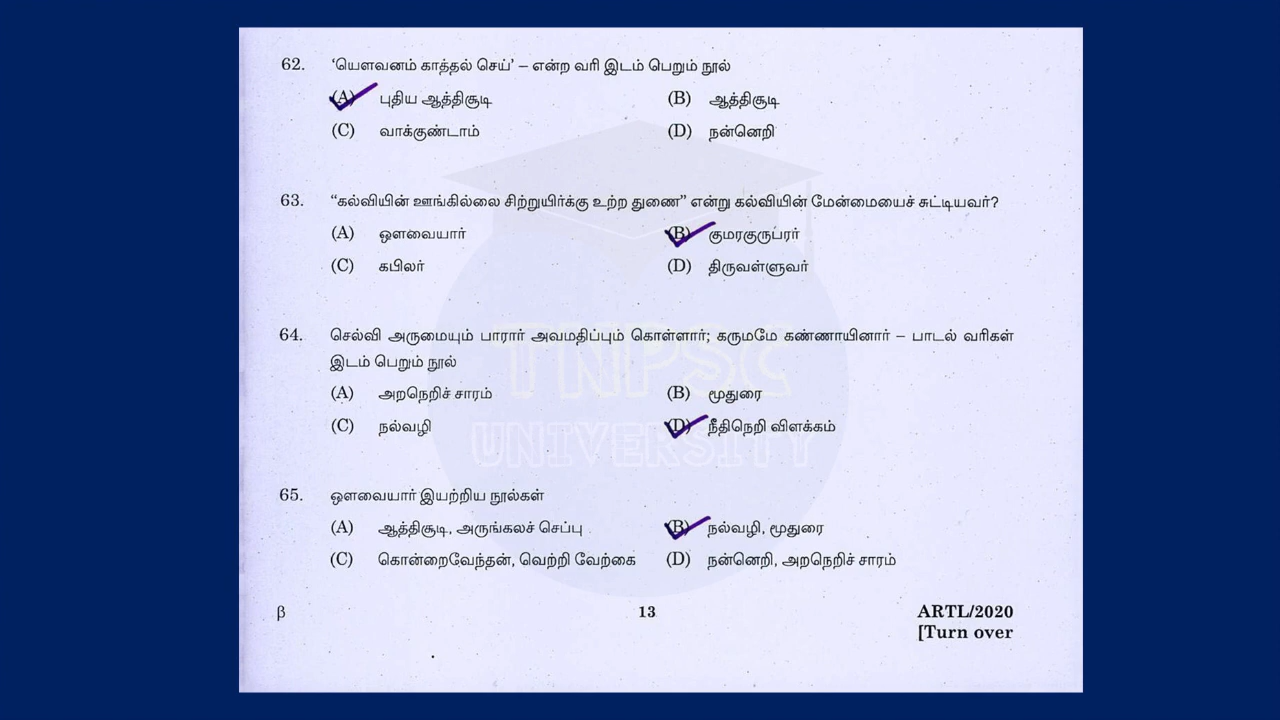 62. 'யௌவனம் காத்தல் செய்' – என்ற வரி இடம் பெறும் நூல்
(A) புதிய ஆத்திசூடி (B) ஆத்திசூடி
(C) வாக்குண்டாம் (D) நன்னெறி
63. “கல்வியின் ஊங்கில்லை சிற்றுயிர்க்கு உற்ற துணை” என்று கல்வியின் மேன்மையைச் சுட்டியவர்?
(A) ஔவையார் (B) குமரகுருபரர்
(C) கபிலர் (D) திருவள்ளுவர்
64. செல்வி அருமையும் பாரார் அவமதிப்பும் கொள்ளார்; கருமமே கண்ணாயினார் – பாடல் வரிகள்
இடம் பெறும் நூல்
(A) அறநெறிச் சாரம் (B) மூதுரை
(C) நல்வழி (D) நீதிநெறி விளக்கம்
TNPSC
UNIVERSITY
65. ஔவையார் இயற்றிய நூல்கள்
(A) ஆத்திசூடி, அருங்கலச் செப்பு (B) நல்வழி, மூதுரை
(C) கொன்றைவேந்தன், வெற்றி வேற்கை (D) நன்னெறி, அறநெறிச் சாரம்
β 13 ARTL/2020
[Turn over